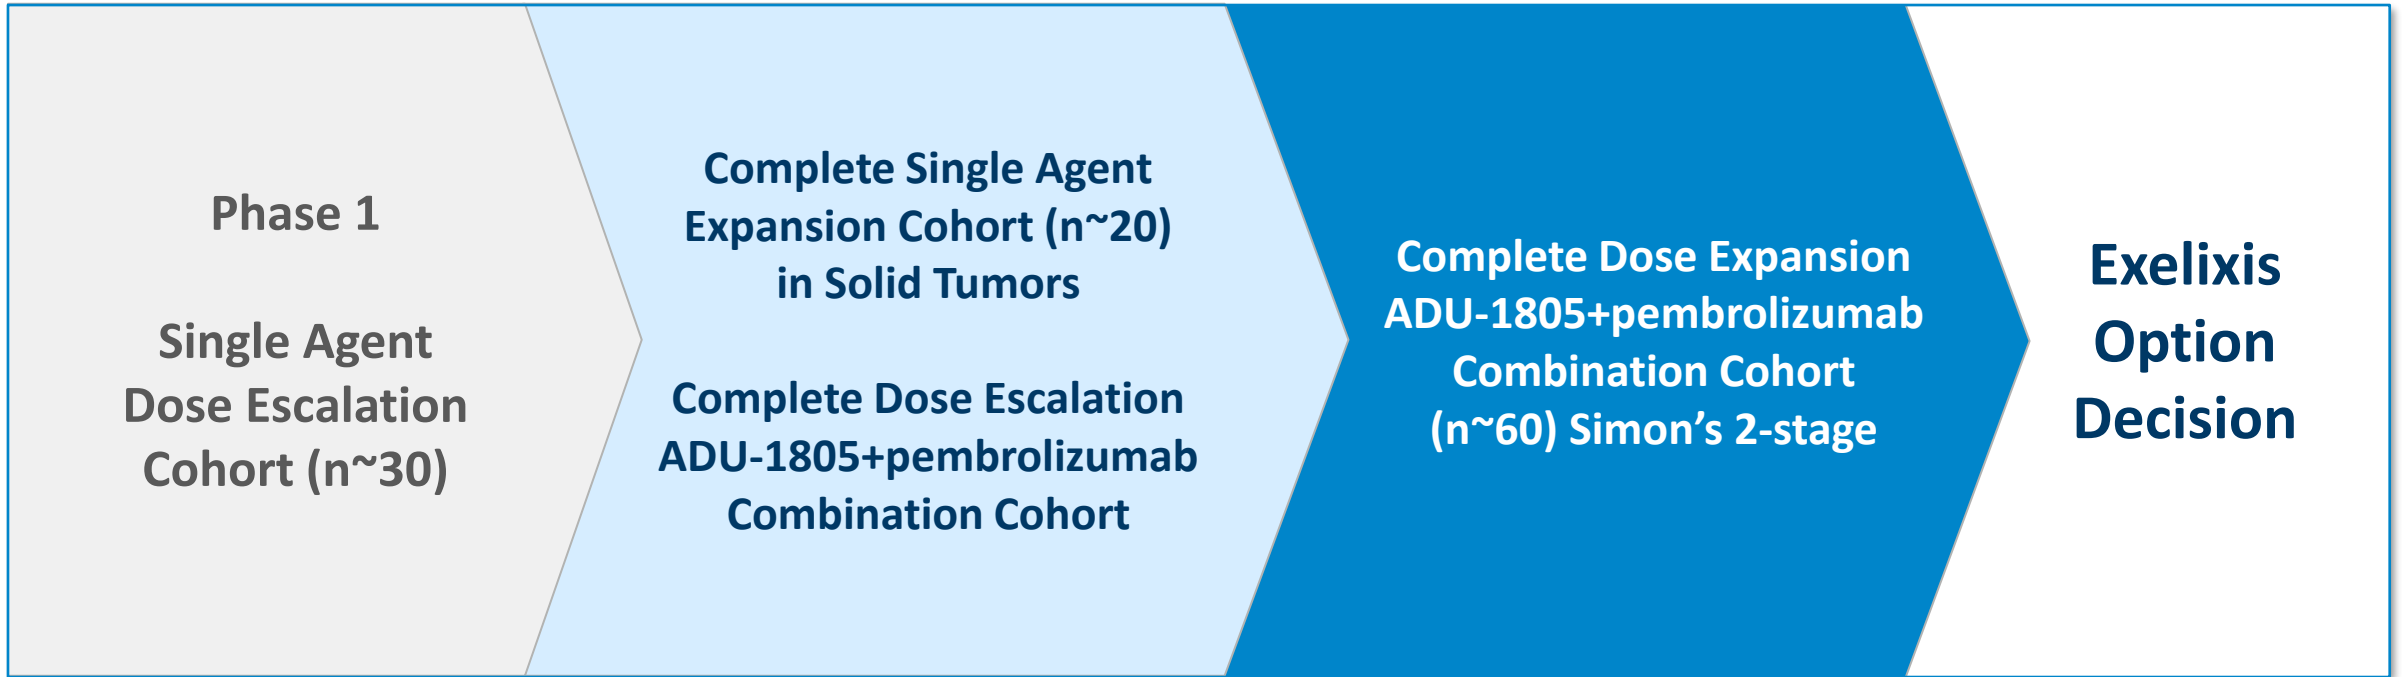 Phase 1
Single Agent
Dose Escalation
Cohort (n~30)
Complete Single Agent
Expansion Cohort (n~20)
in Solid Tumors
Complete Dose Escalation
ADU-1805+pembrolizumab
Combination Cohort
Complete Dose Expansion
ADU-1805+pembrolizumab
Combination Cohort
(n~60) Simon’s 2-stage
Exelixis
Option
Decision